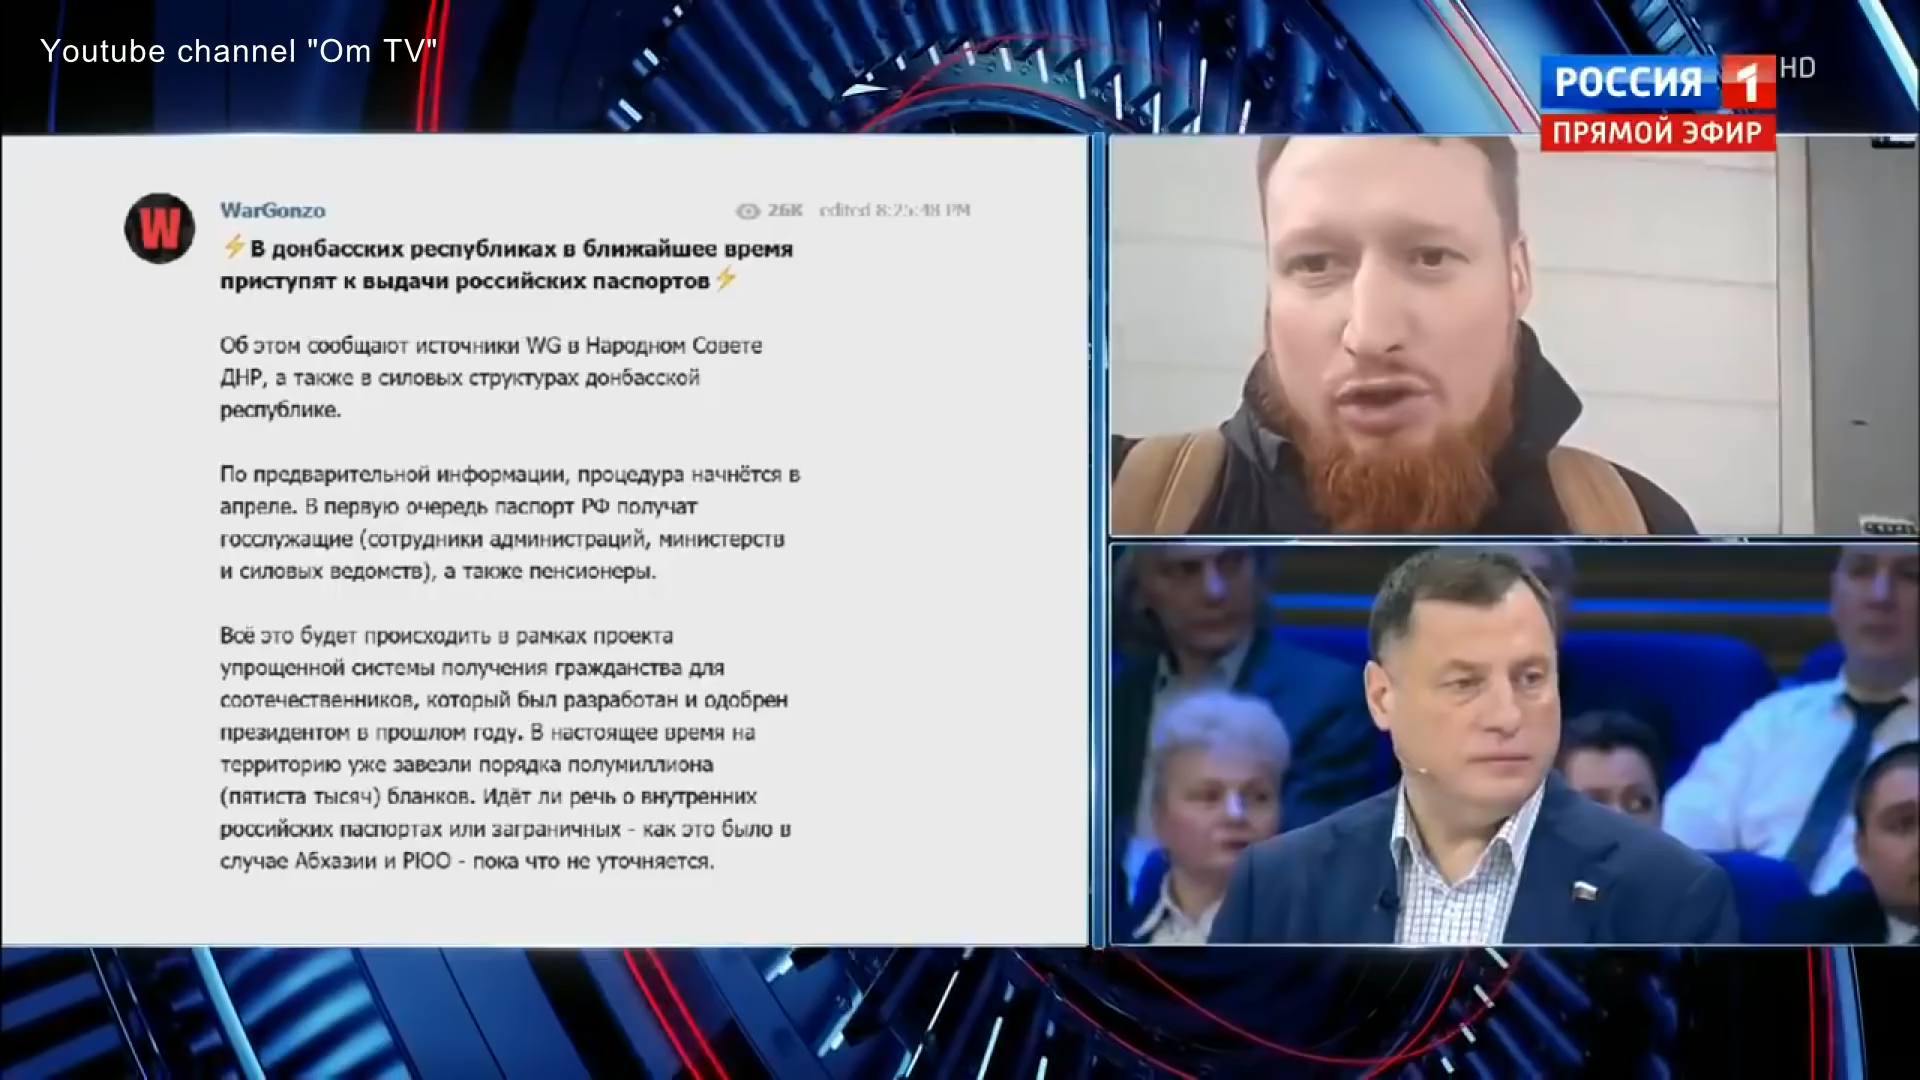 Youtube channel "Om TV"
РОССИЯ 1 HD
ПРЯМОЙ ЭФИР
W
WarGonzo 26K edited 8:25:48 PM
⚡В донбасских республиках в ближайшее время
приступят к выдачи российских паспортов⚡
Об этом сообщают источники WG в Народном Совете
ДНР, а также в силовых структурах донбасской
республике.
По предварительной информации, процедура начнётся в
апреле. В первую очередь паспорт РФ получат
госслужащие (сотрудники администраций, министерств
и силовых ведомств), а также пенсионеры.
Всё это будет происходить в рамках проекта
упрощенной системы получения гражданства для
соотечественников, который был разработан и одобрен
президентом в прошлом году. В настоящее время на
территорию уже завезли порядка полумиллиона
(пятиста тысяч) бланков. Идёт ли речь о внутренних
российских паспортах или заграничных - как это было в
случае Абхазии и РЮО - пока что не уточняется.